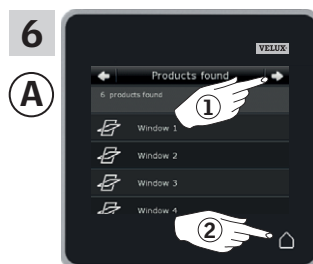 6
A
VELUX
Products found
6 products found
1
Window 1
Window 2
Window 3
Window 4
2